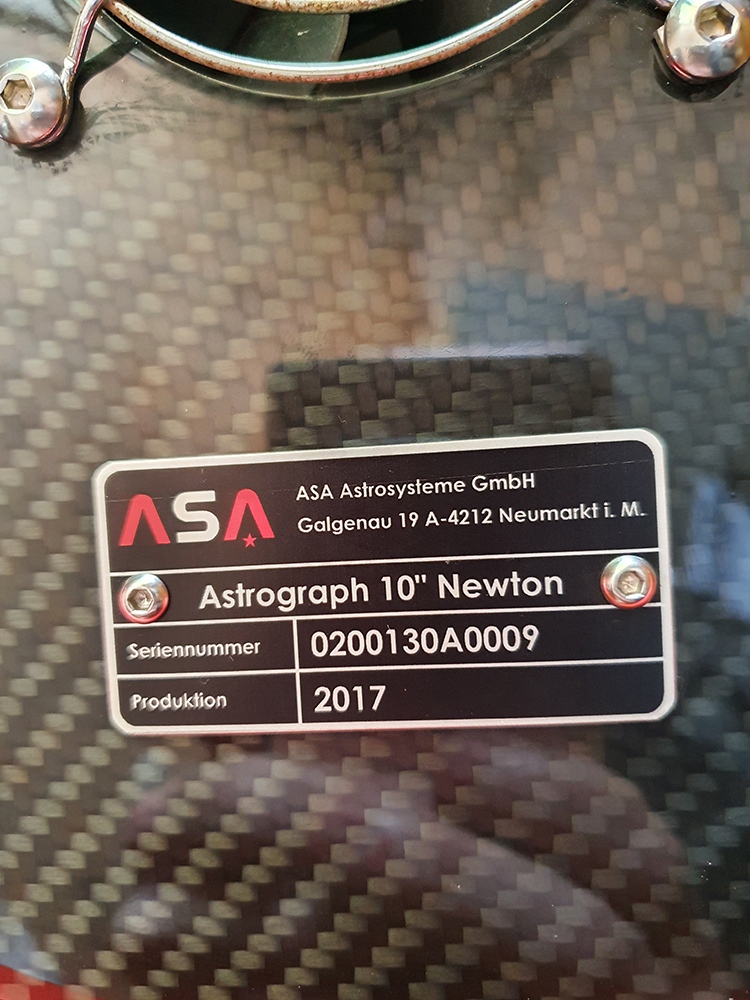 ASA
ASA Astrosysteme GmbH
Galgenau 19 A-4212 Neumarkt i. M.
Astrograph 10" Newton
Seriennummer 0200130A0009
Produktion 2017